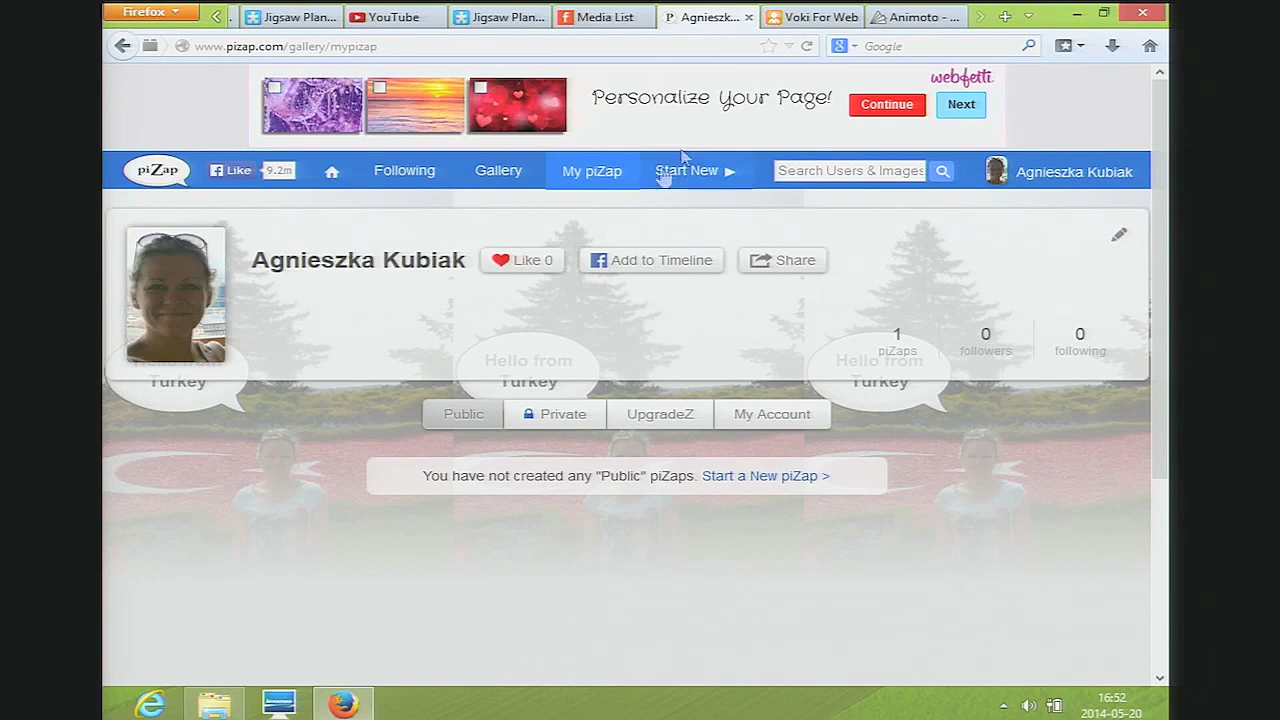 Firefox
Jigsaw Plan...
YouTube
Jigsaw Plan...
Media List
Agnieszk...
Voki For Web
Animoto - ...
www.pizap.com/gallery/mypizap
Google
webfetti
Personalize Your Page!
Continue
Next
piZap
Like
9.2m
Following
Gallery
My piZap
Start New
Search Users & Images
Agnieszka Kubiak
Agnieszka Kubiak
Like 0
Add to Timeline
Share
1
0
0
piZaps
followers
following
Hello from
Turkey
Hello from
Turkey
Hello from
Turkey
Public
Private
UpgradeZ
My Account
You have not created any "Public" piZaps. Start a New piZap >
16:52
2014-05-20